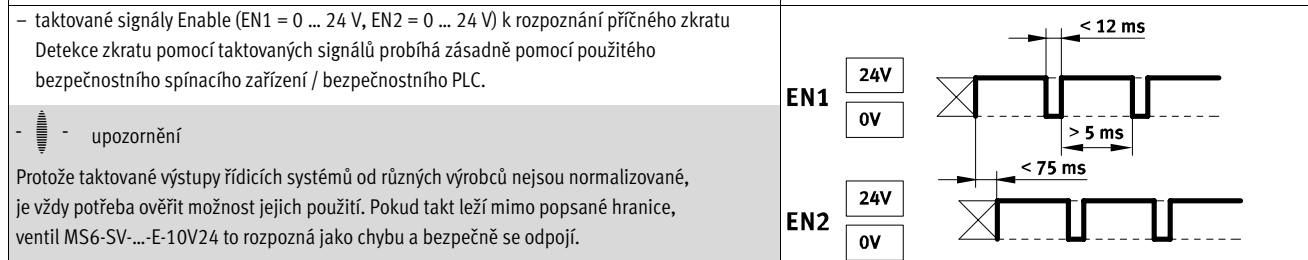 – taktované signály Enable (EN1 = 0 … 24 V, EN2 = 0 … 24 V) k rozpoznání příčného zkratu
Detekce zkratu pomocí taktovaných signálů probíhá zásadně pomocí použitého
bezpečnostního spínacího zařízení / bezpečnostního PLC.
- - upozornění
Protože taktované výstupy řídicích systémů od různých výrobců nejsou normalizované,
je vždy potřeba ověřit možnost jejich použití. Pokud takt leží mimo popsané hranice,
ventil MS6-SV-…-E-10V24 to rozpozná jako chybu a bezpečně se odpojí.
< 12 ms
EN1
24V
0V
> 5 ms
< 75 ms
EN2
24V
0V